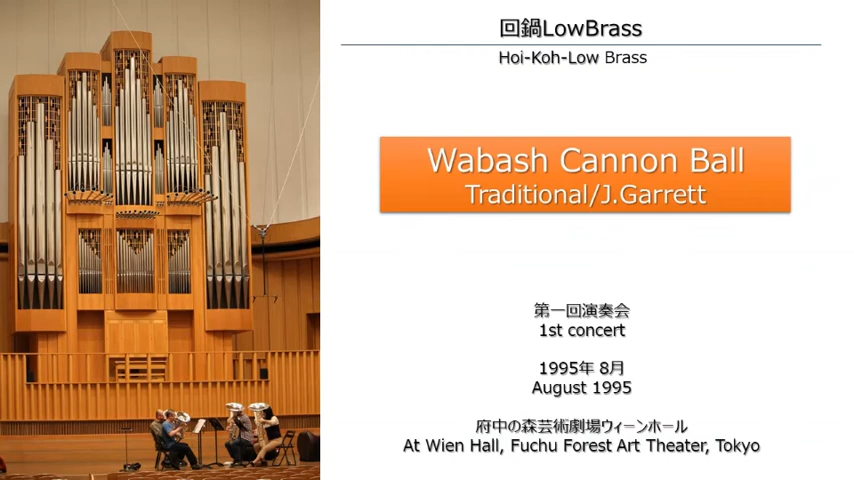 回鍋LowBrass
Hoi-Koh-Low Brass
Wabash Cannon Ball
Traditional/J.Garrett
第一回演奏会
1st concert
1995年 8月
August 1995
府中の森芸術劇場ウィーンホール
At Wien Hall, Fuchu Forest Art Theater, Tokyo